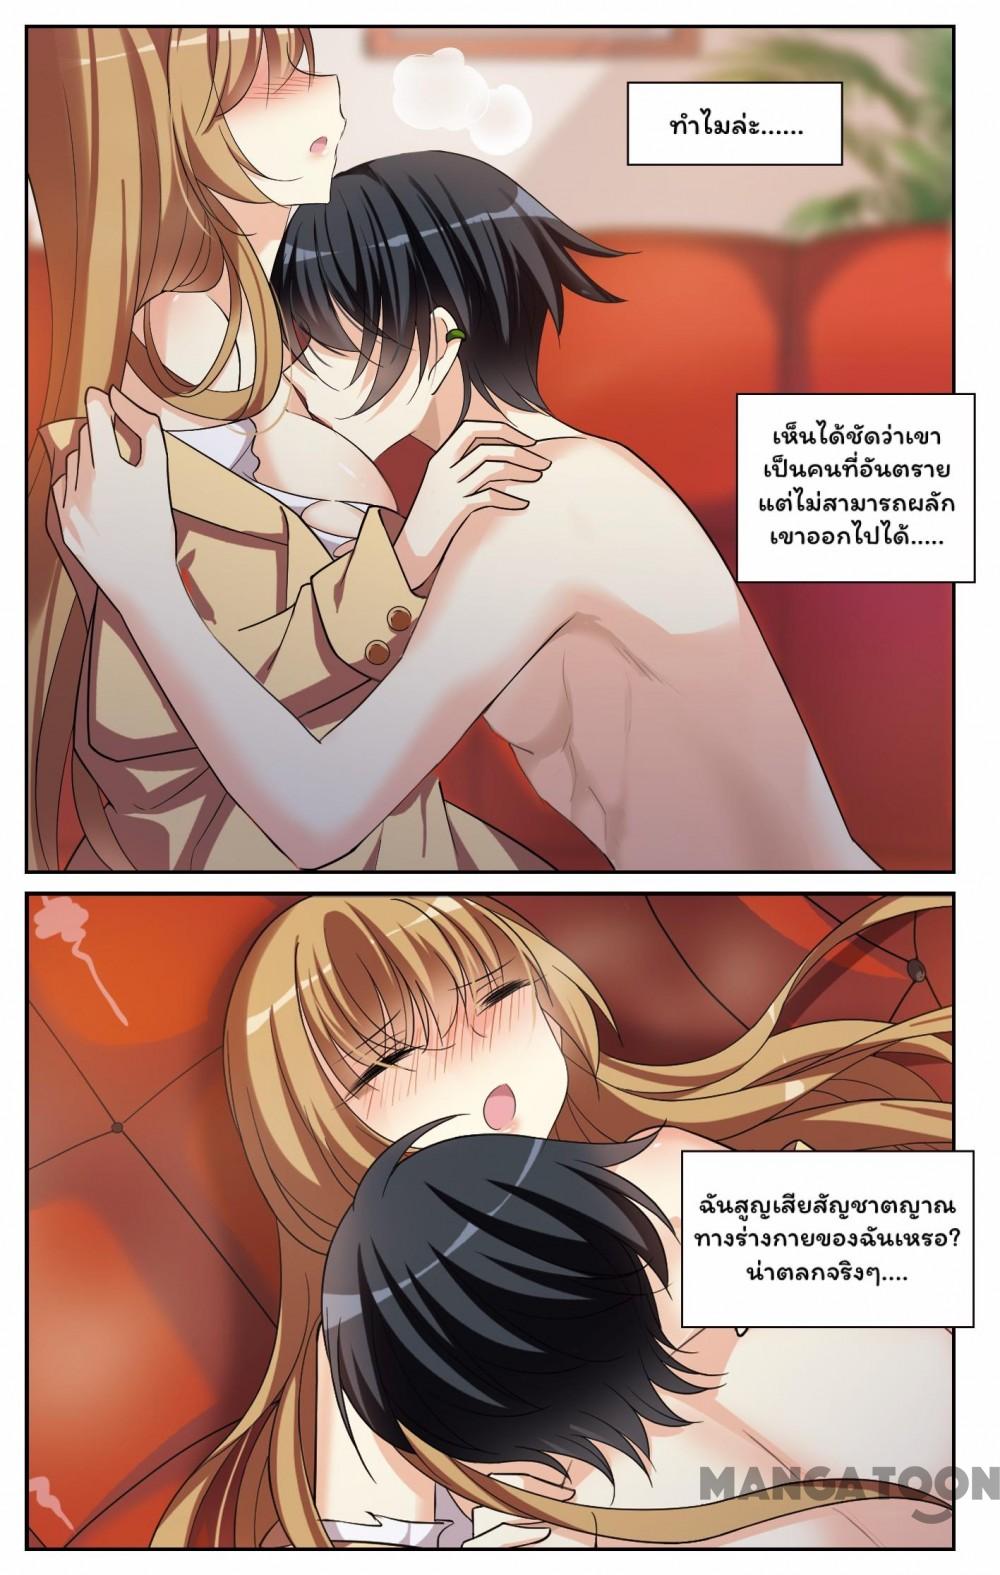 ทำไมล่ะ......
เห็นได้ชัดว่าเขา
เป็นคนที่อันตราย
แต่ไม่สามารถผลัก
เขาออกไปได้.....
ฉันสูญเสียสัญชาตญาณ
ทางร่างกายของฉันเหรอ?
น่าตลกจริงๆ....
MANGATOON